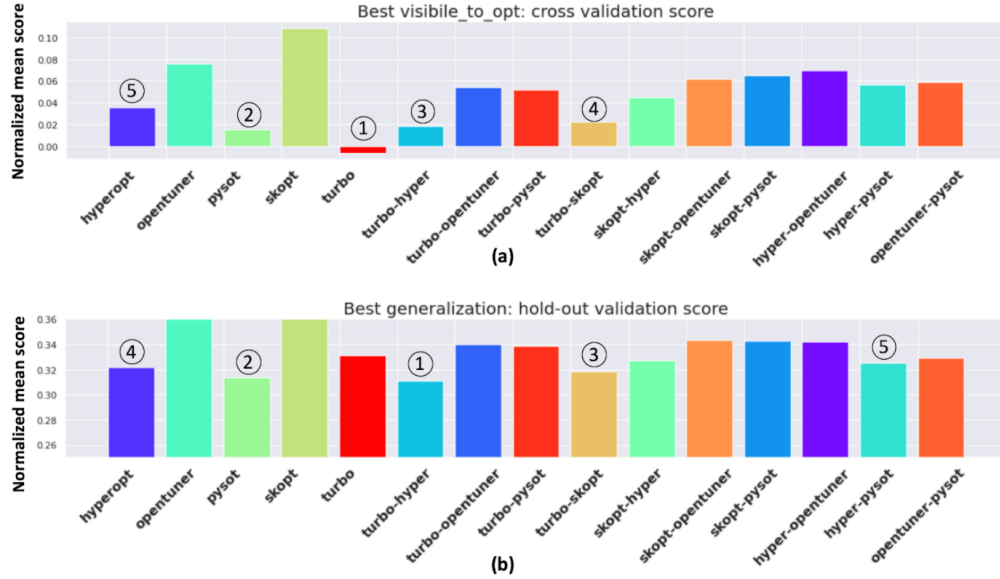 Best visibile_to_opt: cross validation score
Normalized mean score
0.10
0.08
0.06
0.04
0.02
0.00
5
2
1
3
4
hyperopt
opentuner
pysot
skopt
turbo
turbo-hyper
turbo-opentuner
turbo-pysot
turbo-skopt
skopt-hyper
skopt-opentuner
skopt-pysot
hyper-opentuner
hyper-pysot
opentuner-pysot
(a)
Best generalization: hold-out validation score
Normalized mean score
0.36
0.34
0.32
0.30
0.28
0.26
4
2
1
3
5
hyperopt
opentuner
pysot
skopt
turbo
turbo-hyper
turbo-opentuner
turbo-pysot
turbo-skopt
skopt-hyper
skopt-opentuner
skopt-pysot
hyper-opentuner
hyper-pysot
opentuner-pysot
(b)